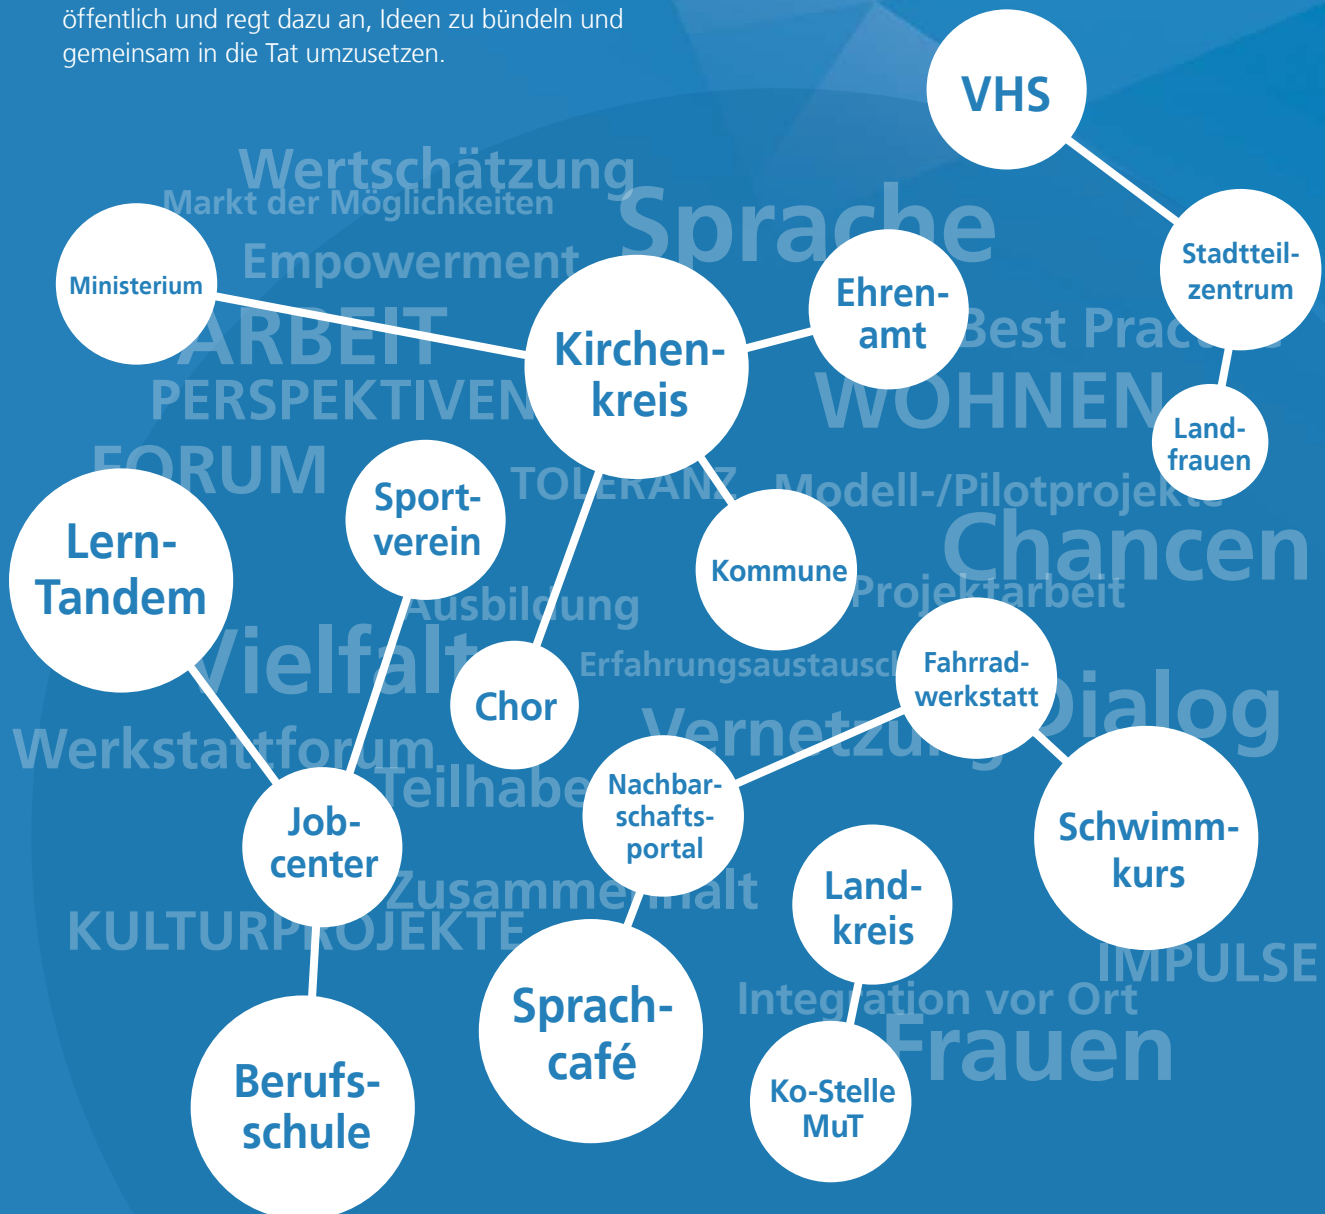 öffentlich und regt dazu an, Ideen zu bündeln und
gemeinsam in die Tat umzusetzen.
VHS
Wertschätzung
Markt der Möglichkeiten
Sprache
Empowerment
Ministerium
Stadtteil-
zentrum
Ehren-
amt
ARBEIT
Best Practice
Kirchen-
kreis
PERSPEKTIVEN
WOHNEN
Land-
frauen
FORUM
TOLERANZ
Modell-/Pilotprojekte
Sport-
verein
Lern-
Tandem
Chancen
Kommune
Projektarbeit
Ausbildung
Vielfalt
Erfahrungsaustausch
Fahrrad-
werkstatt
Dialog
Chor
Vernetzung
Werkstattforum
Teilhabe
Nachbar-
schafts-
portal
Job-
center
Schwimm-
kurs
Zusammenhalt
Land-
kreis
KULTURPROJEKTE
IMPULSE
Integration vor Ort
Sprach-
café
Frauen
Berufs-
schule
Ko-Stelle
MuT